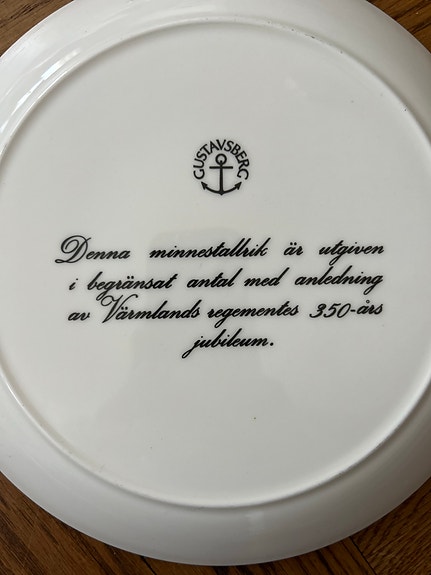 GUSTAVSBERG
Denna minnestallrik är utgiven
i begränsat antal med anledning
av Värmlands regementes 350-års
jubileum.